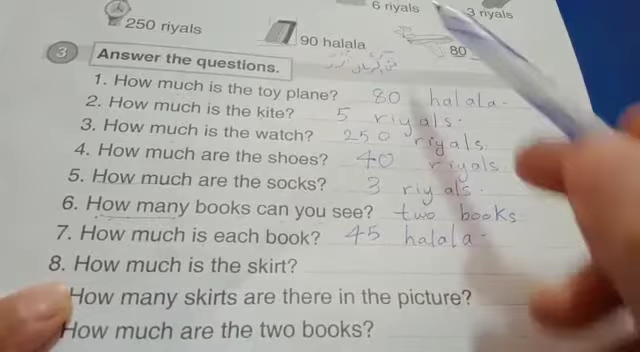 6 riyals
3 riyals
250 riyals
90 halala
80
3 Answer the questions.
1. How much is the toy plane? 80 halala.
2. How much is the kite? 5 riyals.
3. How much is the watch? 250 riyals.
4. How much are the shoes? 40 riyals
5. How much are the socks? 3 riyals.
6. How many books can you see? two books
7. How much is each book? 45 halala.
8. How much is the skirt?
How many skirts are there in the picture?
How much are the two books?